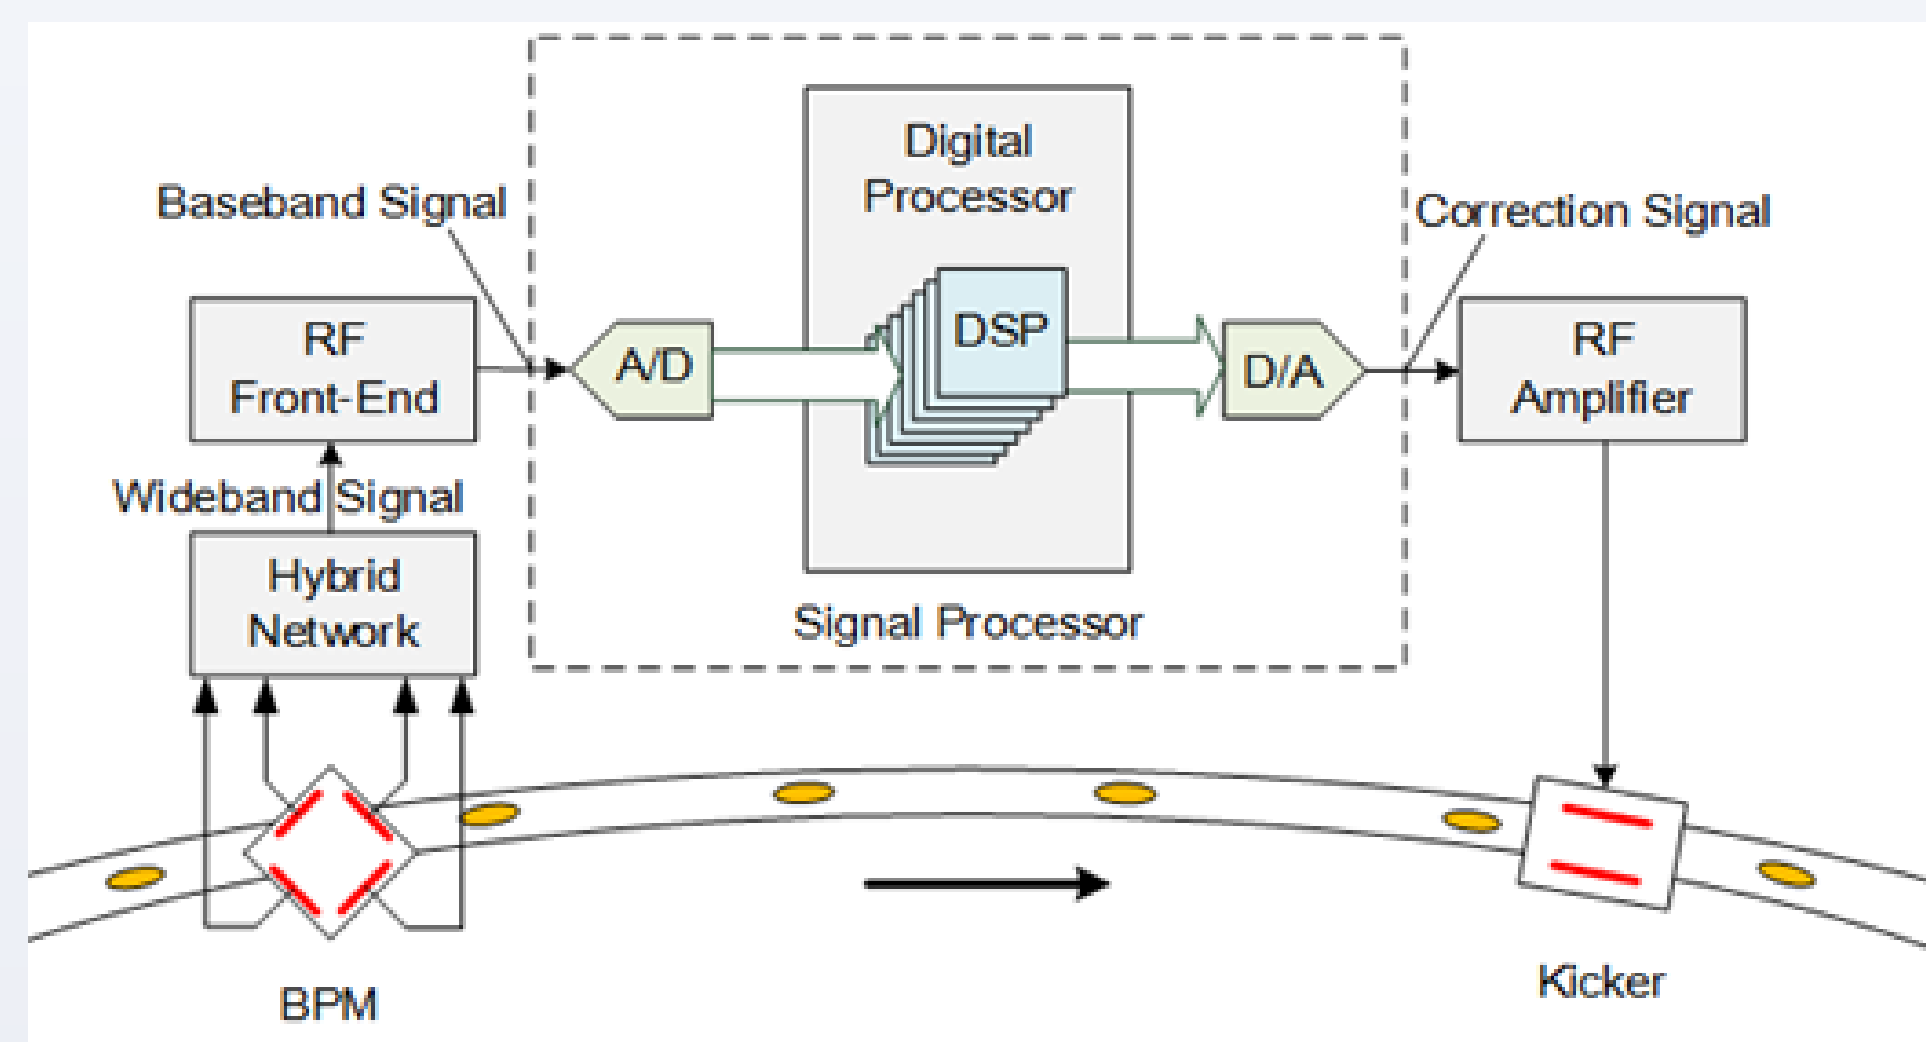 Digital
Processor
Baseband Signal
Correction Signal
RF
Front-End
A/D
DSP
D/A
RF
Amplifier
Wideband Signal
Hybrid
Network
Signal Processor
BPM
Kicker